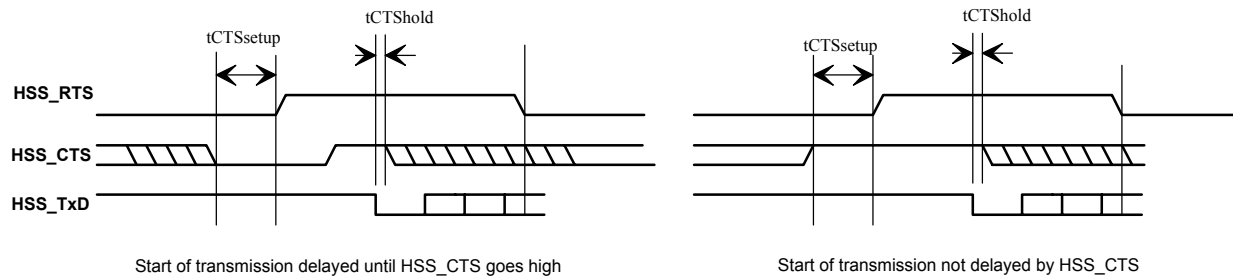 tCTShold
tCTSsetup
tCTShold
tCTSsetup
HSS_RTS
HSS_CTS
HSS_TxD
Start of transmission delayed until HSS_CTS goes high
Start of transmission not delayed by HSS_CTS